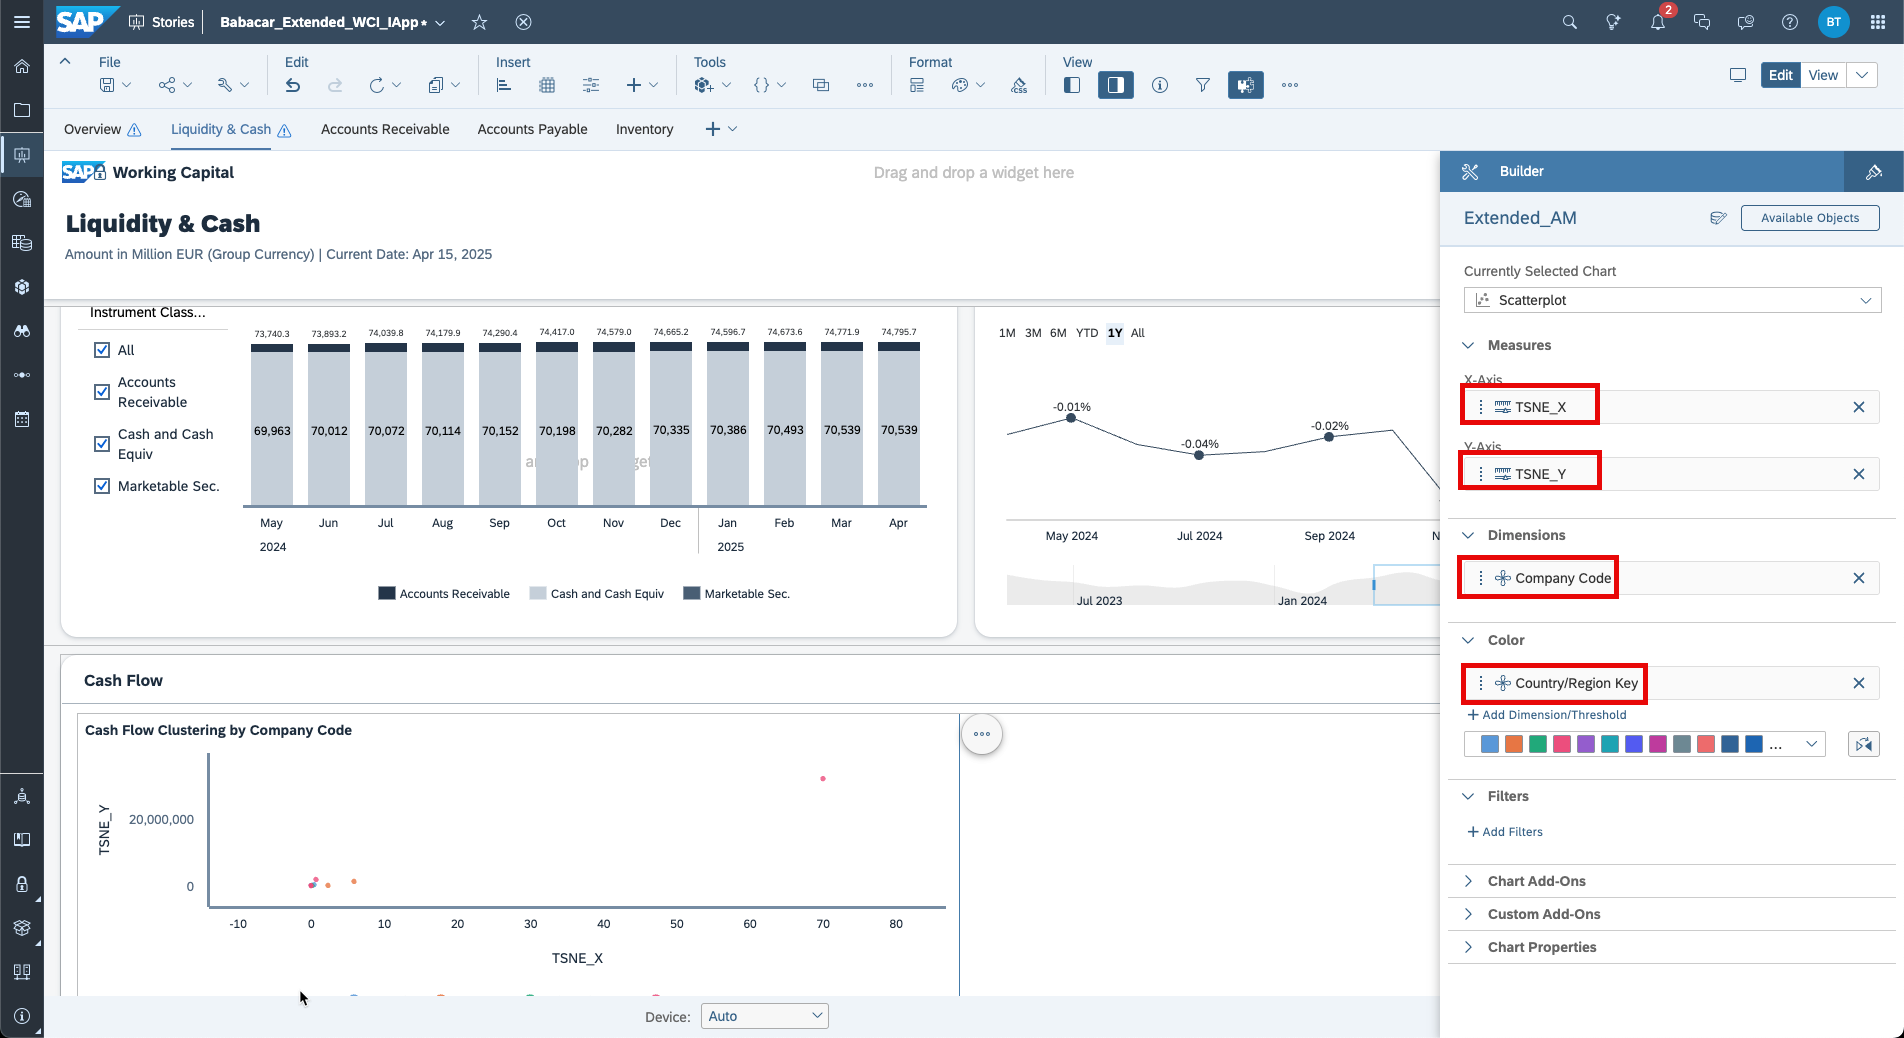 SAP Stories Babacar_Extended_WCI_IApp*
2 BT
File Edit Insert Tools Format View
CSS
Edit View
Overview Liquidity & Cash Accounts Receivable Accounts Payable Inventory
SAP Working Capital
Drag and drop a widget here
Liquidity & Cash
Amount in Million EUR (Group Currency) | Current Date: Apr 15, 2025
Instrument Class...
All
Accounts
Receivable
Cash and Cash
Equiv
Marketable Sec.
73,740.3 73,893.2 74,039.8 74,179.9 74,290.4 74,417.0 74,579.0 74,665.2 74,596.7 74,673.6 74,771.9 74,795.7
69,963 70,012 70,072 70,114 70,152 70,198 70,282 70,335 70,386 70,493 70,539 70,539
May Jun Jul Aug Sep Oct Nov Dec Jan Feb Mar Apr
2024 2025
Accounts Receivable Cash and Cash Equiv Marketable Sec.
1M 3M 6M YTD 1Y All
-0.01%
-0.04%
-0.02%
May 2024 Jul 2024 Sep 2024 N
Jul 2023 Jan 2024
Cash Flow
Cash Flow Clustering by Company Code
TSNE_Y
20,000,000
0
-10 0 10 20 30 40 50 60 70 80
TSNE_X
Device: Auto
Builder
Extended_AM Available Objects
Currently Selected Chart
Scatterplot
Measures
X-Axis
TSNE_X
Y-Axis
TSNE_Y
Dimensions
Company Code
Color
Country/Region Key
+ Add Dimension/Threshold
...
Filters
+ Add Filters
Chart Add-Ons
Custom Add-Ons
Chart Properties